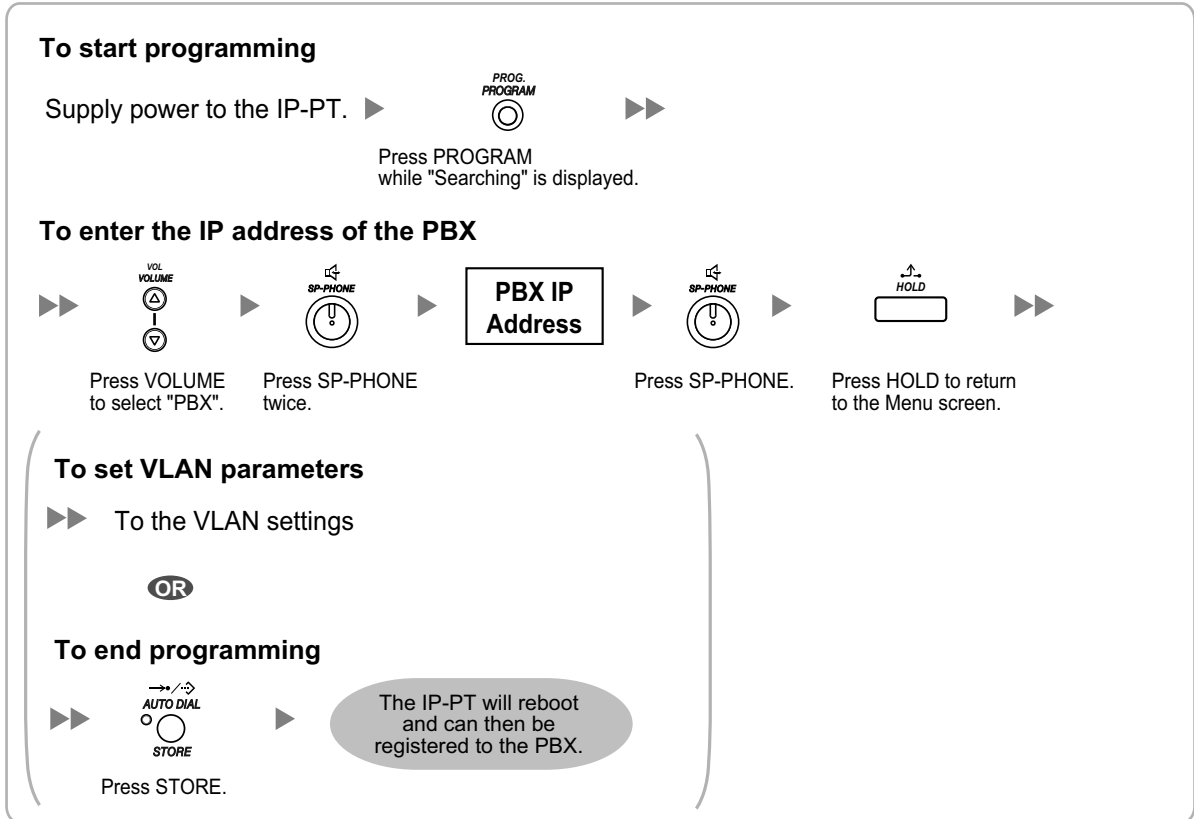 To start programming
Supply power to the IP-PT.
PROG.
PROGRAM
Press PROGRAM
while "Searching" is displayed.
To enter the IP address of the PBX
VOL
VOLUME
Press VOLUME
to select "PBX".
SP-PHONE
Press SP-PHONE
twice.
PBX IP
Address
SP-PHONE
Press SP-PHONE.
HOLD
Press HOLD to return
to the Menu screen.
To set VLAN parameters
To the VLAN settings
OR
To end programming
AUTO DIAL
STORE
Press STORE.
The IP-PT will reboot
and can then be
registered to the PBX.